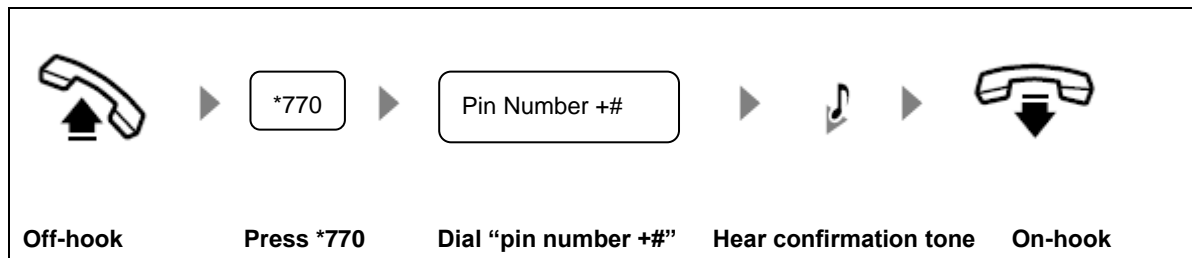 *770
Pin Number +#
Off-hook
Press *770
Dial “pin number +#”
Hear confirmation tone
On-hook